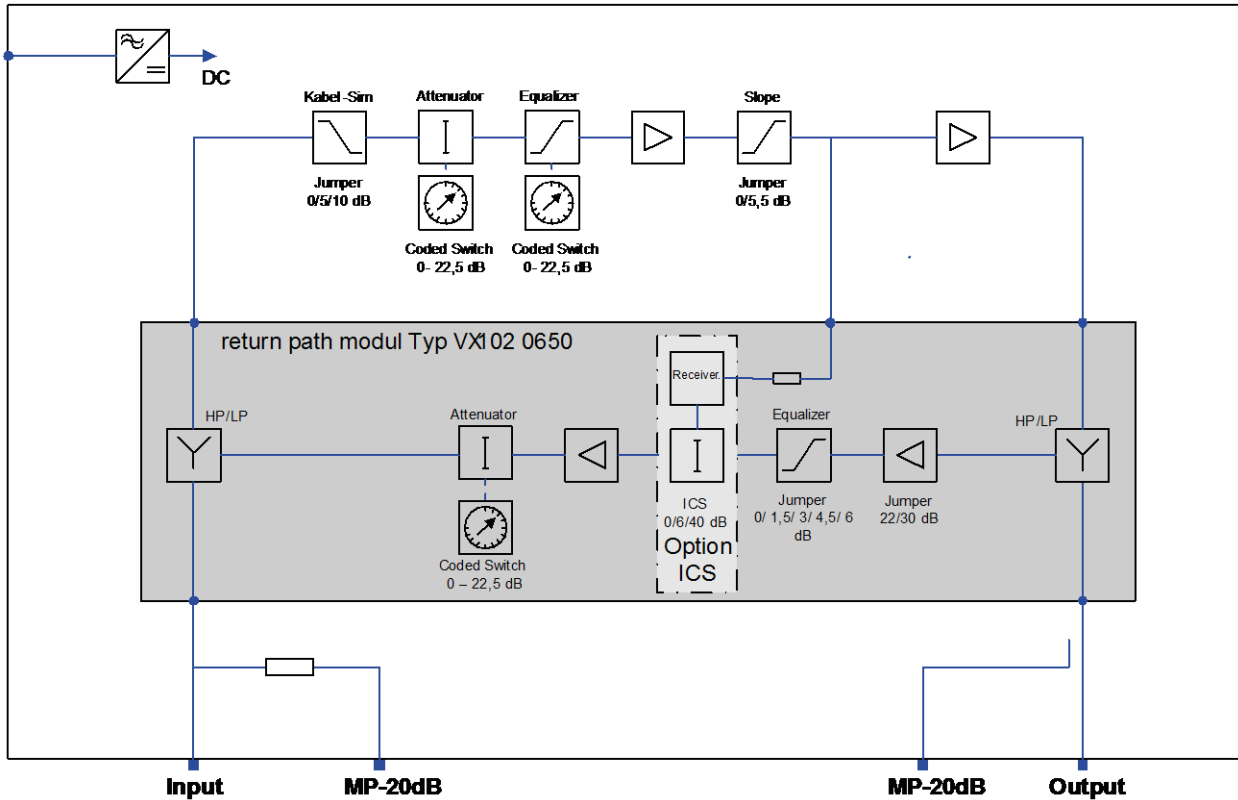 DC
Kabel-Sim
Attenuator
Equalizer
Slope
Jumper
0/5/10 dB
Coded Switch
0- 22,5 dB
Coded Switch
0- 22,5 dB
Jumper
0/5,5 dB
return path modul Typ VX102 0650
HP/LP
Attenuator
Coded Switch
0 – 22,5 dB
Receiver.
ICS
0/6/40 dB
Option
ICS
Equalizer
Jumper
0/ 1,5/ 3/ 4,5/ 6
dB
Jumper
22/30 dB
HP/LP
Input
MP-20dB
MP-20dB
Output